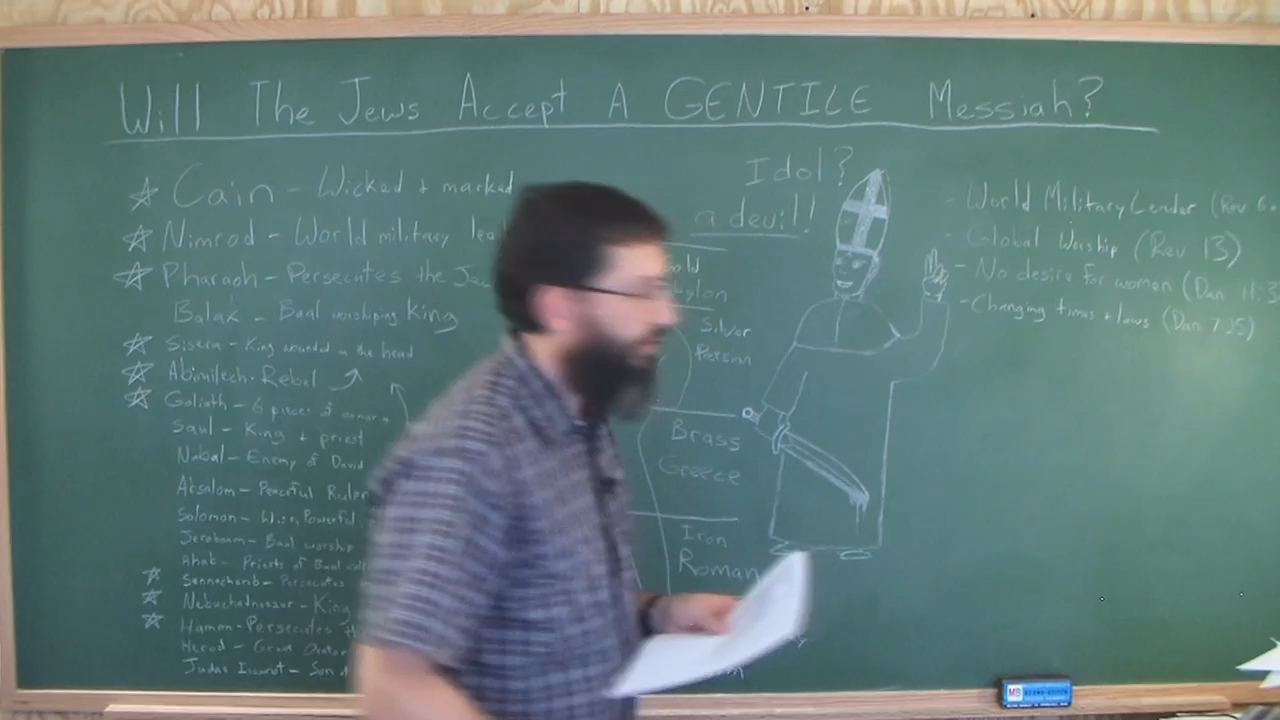 Will The Jews Accept A GENTILE Messiah?
Cain - Wicked + marked
Nimrod - World military
Pharaoh - Persecutes the
Balak - Baal worshiping King
Sisera - King wounded in the head
Abimilech - Rebel
Goliath - 6 pieces of armor
Saul - King + priest
Nabal - Enemy of David
Absalom - Peaceful Ruler
Solomon - Wise, Powerful
Jeroboam - Baal worship
Ahab - Priests of Baal
Sennacherib - Persecutes
Nebuchadnezzar - King
Haman - Persecutes
Herod - Great Orator
Judas Iscariot - Son
Idol?
a devil!
Silver
Persian
Brass
Greece
Iron
Roman
- World Military Leader (Rev 6
- Global Worship (Rev 13)
- No desire for women (Dan 11:3
- Changing times + laws (Dan 7:25)
MB